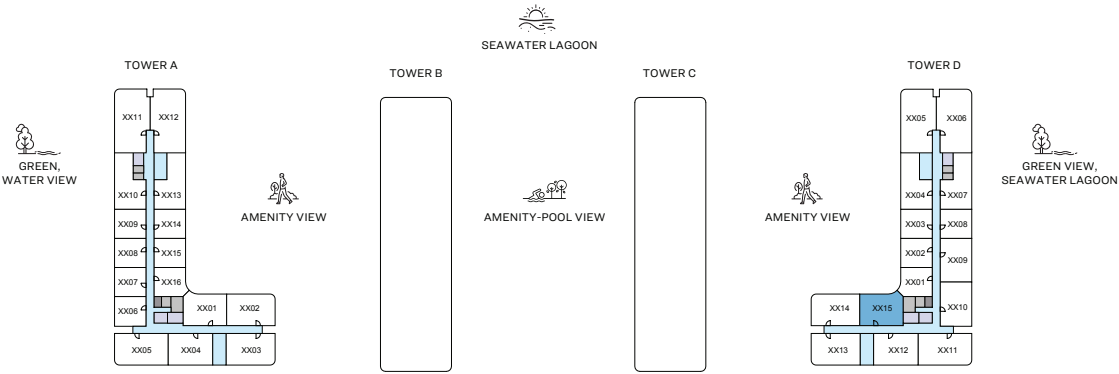 SEAWATER LAGOON
TOWER A
TOWER B
TOWER C
TOWER D
XX11
XX12
XX05
XX06
GREEN,
WATER VIEW
GREEN VIEW,
SEAWATER LAGOON
XX10
XX13
XX04
XX07
AMENITY VIEW
AMENITY-POOL VIEW
AMENITY VIEW
XX09
XX14
XX03
XX08
XX08
XX15
XX02
XX09
XX07
XX16
XX01
XX06
XX01
XX02
XX14
XX15
XX10
XX05
XX04
XX03
XX13
XX12
XX11